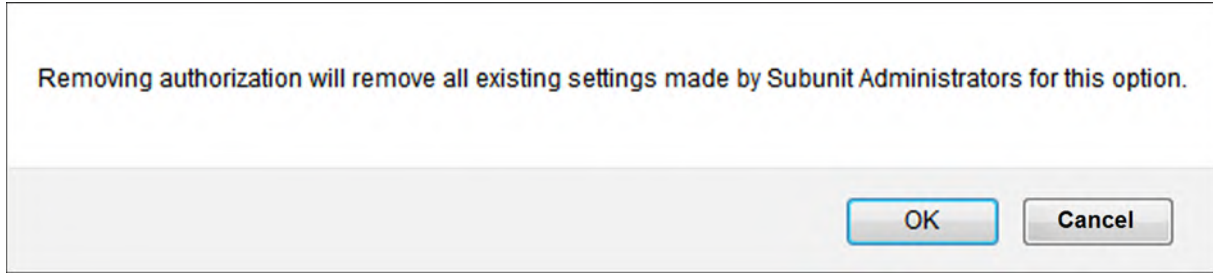 Removing authorization will remove all existing settings made by Subunit Administrators for this option.
OK
Cancel